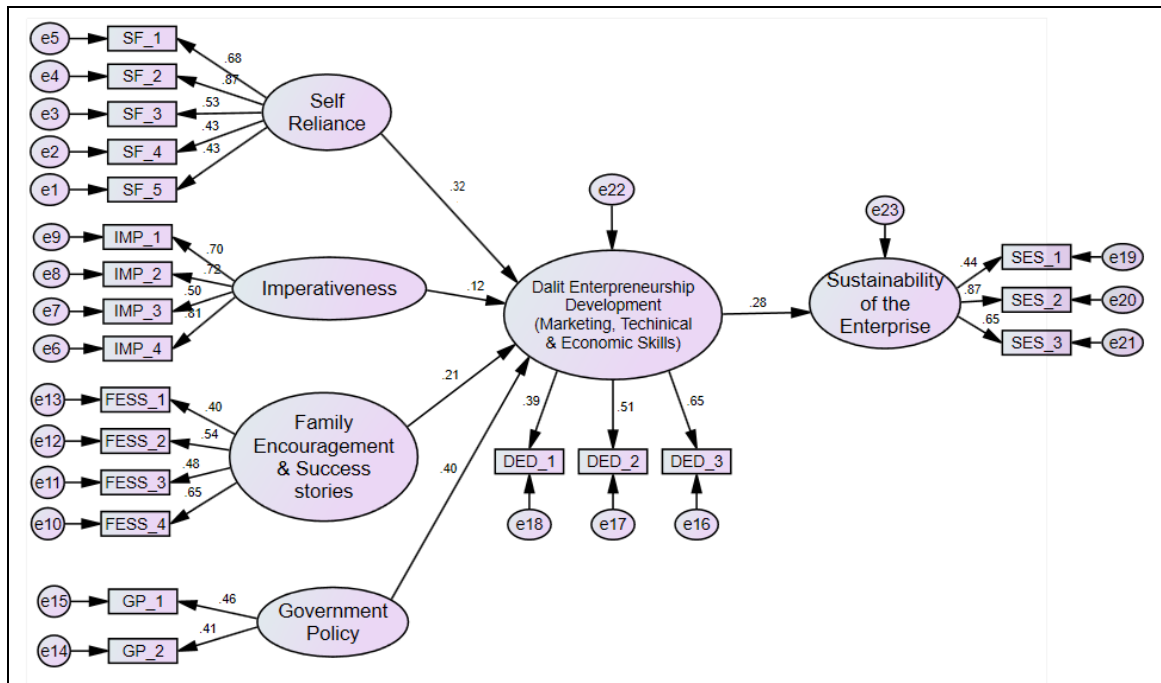 e5
SF_1
.68
e4
SF_2
.87
e3
SF_3
.53
e2
SF_4
.43
e1
SF_5
.43
Self
Reliance
.32
e9
IMP_1
.70
e8
IMP_2
.72
e7
IMP_3
.50
e6
IMP_4
.81
Imperativeness
.12
e13
FESS_1
.40
e12
FESS_2
.54
e11
FESS_3
.48
e10
FESS_4
.65
Family
Encouragement
& Success
stories
.21
e15
GP_1
.46
e14
GP_2
.41
Government
Policy
.40
e22
Dalit Enterpreneurship
Development
(Marketing, Techinical
& Economic Skills)
.39
.51
.65
DED_1
DED_2
DED_3
e18
e17
e16
.28
e23
Sustainability
of the
Enterprise
.44
SES_1
e19
.87
SES_2
e20
.65
SES_3
e21